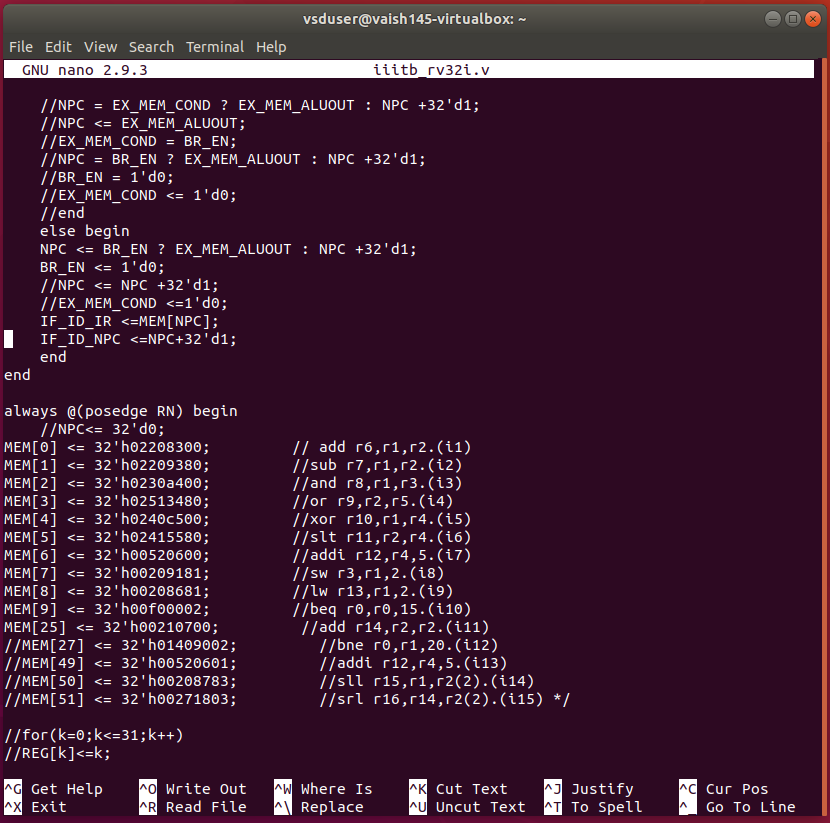 vsduser@vaish145-virtualbox: ~
File Edit View Search Terminal Help
GNU nano 2.9.3 iiitb_rv32i.v
//NPC = EX_MEM_COND ? EX_MEM_ALUOUT : NPC +32'd1;
//NPC <= EX_MEM_ALUOUT;
//EX_MEM_COND = BR_EN;
//NPC = BR_EN ? EX_MEM_ALUOUT : NPC +32'd1;
//BR_EN = 1'd0;
//EX_MEM_COND <= 1'd0;
//end
else begin
NPC <= BR_EN ? EX_MEM_ALUOUT : NPC +32'd1;
BR_EN <= 1'd0;
//NPC <= NPC +32'd1;
//EX_MEM_COND <=1'd0;
IF_ID_IR <=MEM[NPC];
IF_ID_NPC <=NPC+32'd1;
end
end
always @(posedge RN) begin
//NPC<= 32'd0;
MEM[0] <= 32'h02208300; // add r6,r1,r2.(i1)
MEM[1] <= 32'h02209380; //sub r7,r1,r2.(i2)
MEM[2] <= 32'h0230a400; //and r8,r1,r3.(i3)
MEM[3] <= 32'h02513480; //or r9,r2,r5.(i4)
MEM[4] <= 32'h0240c500; //xor r10,r1,r4.(i5)
MEM[5] <= 32'h02415580; //slt r11,r2,r4.(i6)
MEM[6] <= 32'h00520600; //addi r12,r4,5.(i7)
MEM[7] <= 32'h00209181; //sw r3,r1,2.(i8)
MEM[8] <= 32'h00208681; //lw r13,r1,2.(i9)
MEM[9] <= 32'h00f00002; //beq r0,r0,15.(i10)
MEM[25] <= 32'h00210700; //add r14,r2,r2.(i11)
//MEM[27] <= 32'h01409002; //bne r0,r1,20.(i12)
//MEM[49] <= 32'h00520601; //addi r12,r4,5.(i13)
//MEM[50] <= 32'h00208783; //sll r15,r1,r2(2).(i14)
//MEM[51] <= 32'h00271803; //srl r16,r14,r2(2).(i15) */
//for(k=0;k<=31;k++)
//REG[k]<=k;
^G Get Help ^O Write Out ^W Where Is ^K Cut Text ^J Justify ^C Cur Pos
^X Exit ^R Read File ^\ Replace ^U Uncut Text ^T To Spell ^_ Go To Line